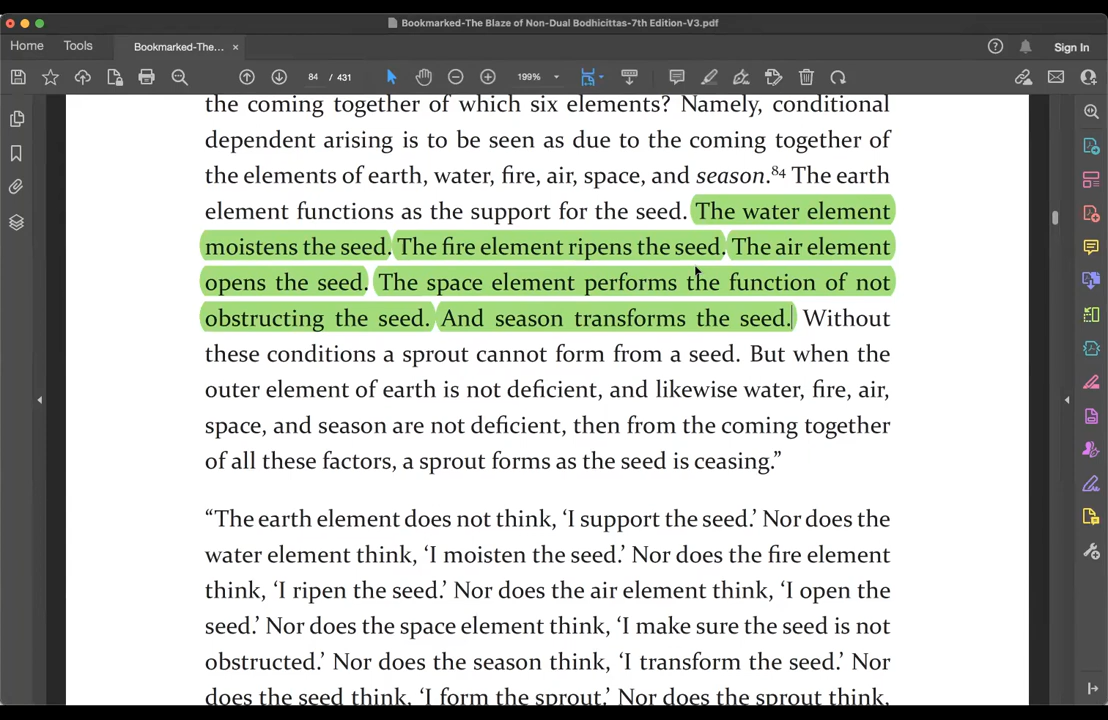 Bookmarked-The Blaze of Non-Dual Bodhicittas-7th Edition-V3.pdf
Home Tools Bookmarked-The... × Sign In
84 / 431 199%
the coming together of which six elements? Namely, conditional
dependent arising is to be seen as due to the coming together of
the elements of earth, water, fire, air, space, and season.⁸⁴ The earth
element functions as the support for the seed. The water element
moistens the seed. The fire element ripens the seed. The air element
opens the seed. The space element performs the function of not
obstructing the seed. And season transforms the seed. Without
these conditions a sprout cannot form from a seed. But when the
outer element of earth is not deficient, and likewise water, fire, air,
space, and season are not deficient, then from the coming together
of all these factors, a sprout forms as the seed is ceasing.”
“The earth element does not think, ‘I support the seed.’ Nor does the
water element think, ‘I moisten the seed.’ Nor does the fire element
think, ‘I ripen the seed.’ Nor does the air element think, ‘I open the
seed.’ Nor does the space element think, ‘I make sure the seed is not
obstructed.’ Nor does the season think, ‘I transform the seed.’ Nor
does the seed think, ‘I form the sprout.’ Nor does the sprout think,